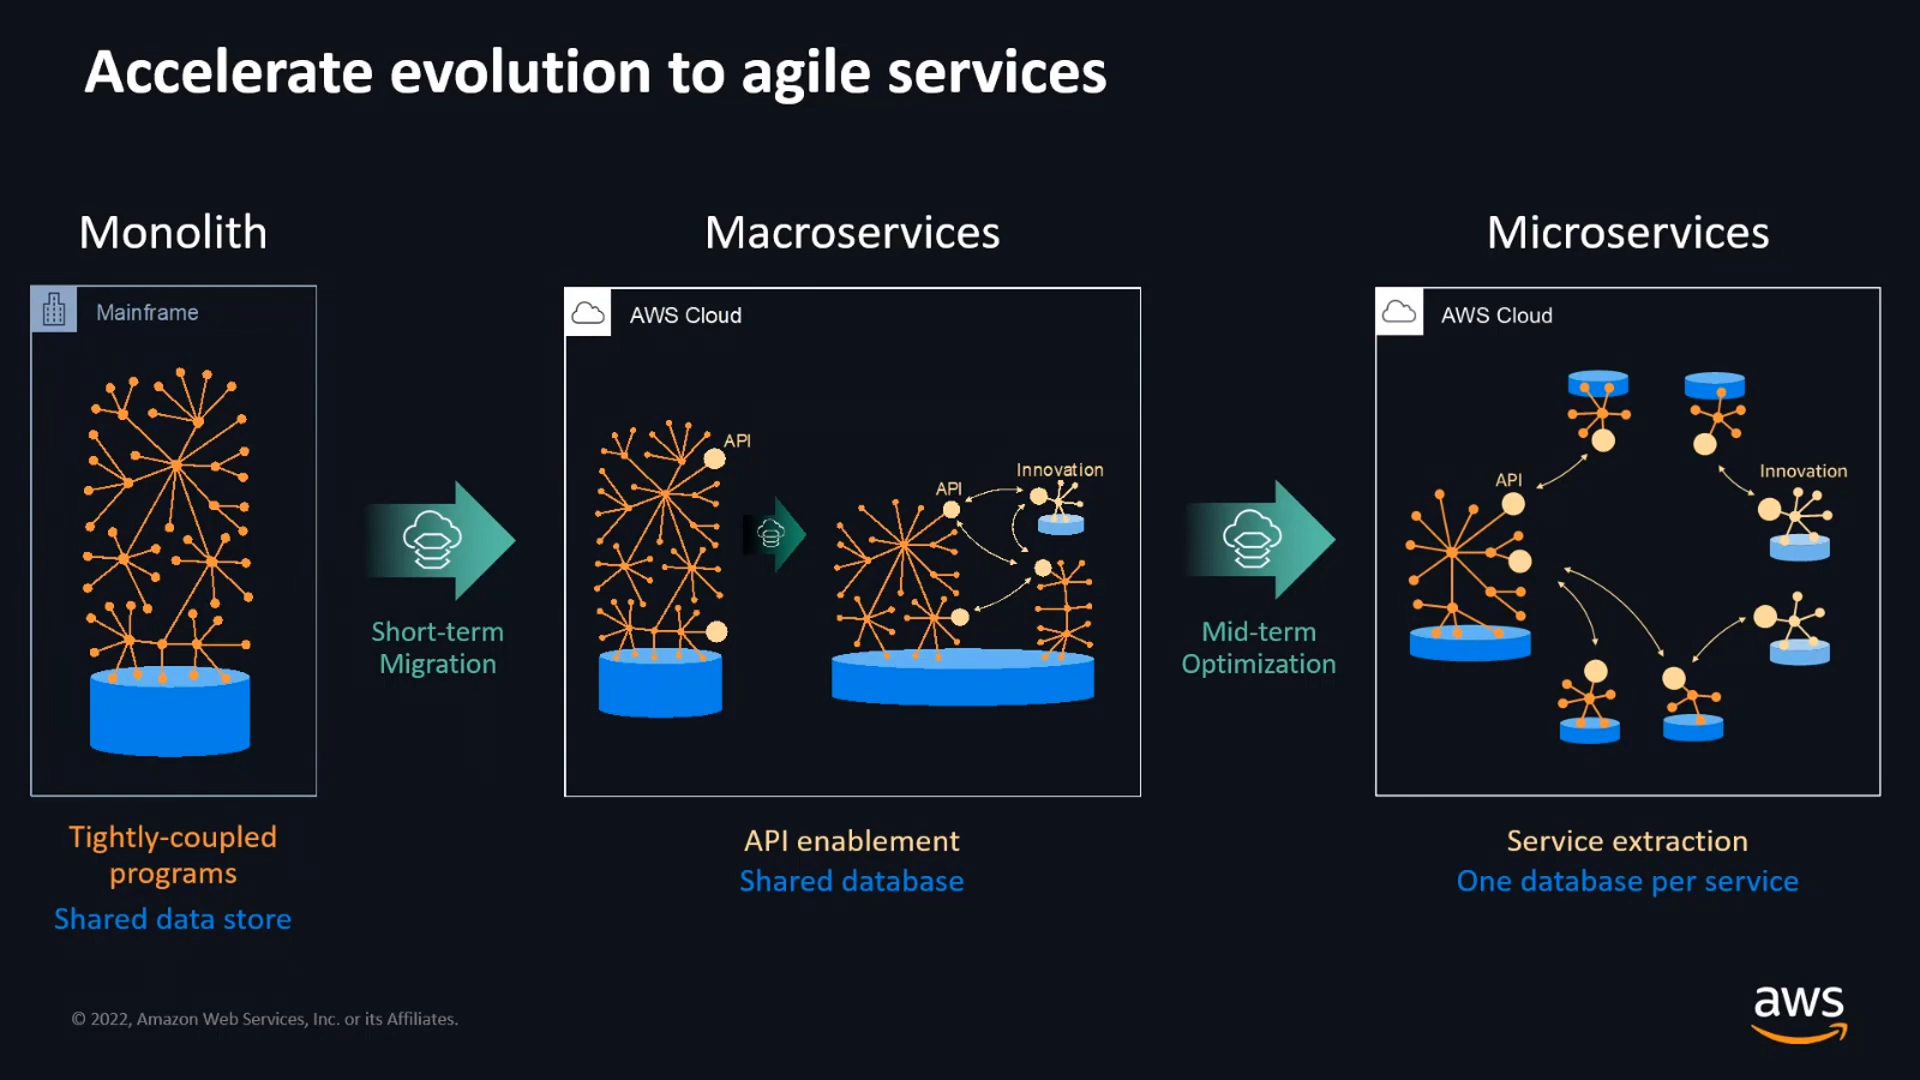 Accelerate evolution to agile services
Monolith
Macroservices
Microservices
Mainframe
AWS Cloud
AWS Cloud
API
API
Innovation
API
Innovation
Short-term
Migration
Mid-term
Optimization
Tightly-coupled
programs
Shared data store
API enablement
Shared database
Service extraction
One database per service
© 2022, Amazon Web Services, Inc. or its Affiliates.
aws